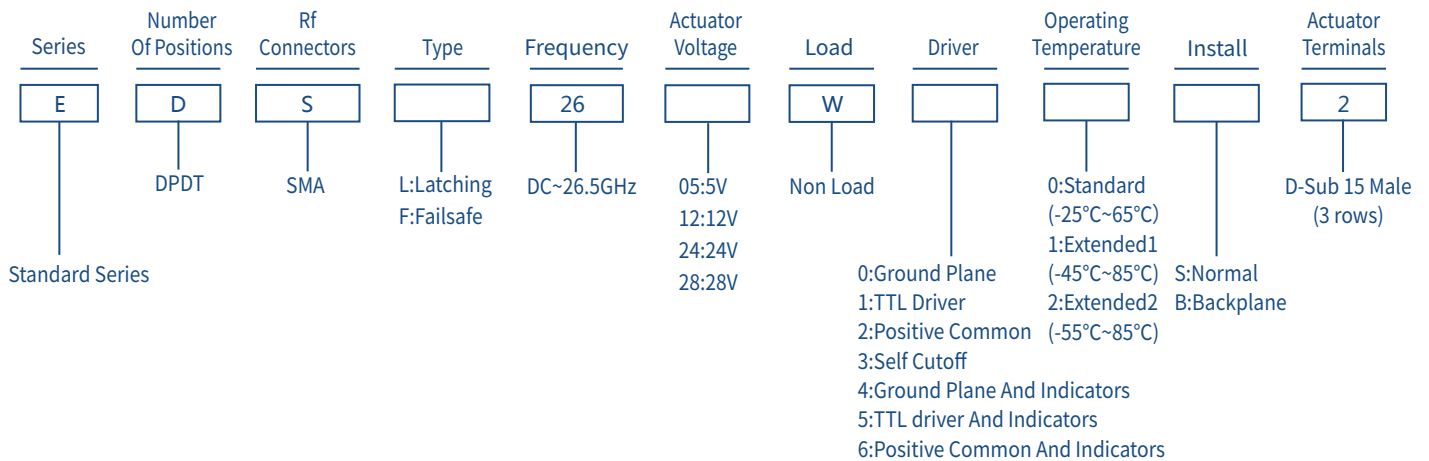 Series
Number
Of Positions
Rf
Connectors
Type
Frequency
Actuator
Voltage
Load
Driver
Operating
Temperature
Install
Actuator
Terminals
E
D
S
26
W
2
Standard Series
DPDT
SMA
L:Latching
F:Failsafe
DC~26.5GHz
05:5V
12:12V
24:24V
28:28V
Non Load
0:Ground Plane
1:TTL Driver
2:Positive Common
3:Self Cutoff
4:Ground Plane And Indicators
5:TTL driver And Indicators
6:Positive Common And Indicators
0:Standard
(-25°C~65°C)
1:Extended1
(-45°C~85°C)
2:Extended2
(-55°C~85°C)
S:Normal
B:Backplane
D-Sub 15 Male
(3 rows)